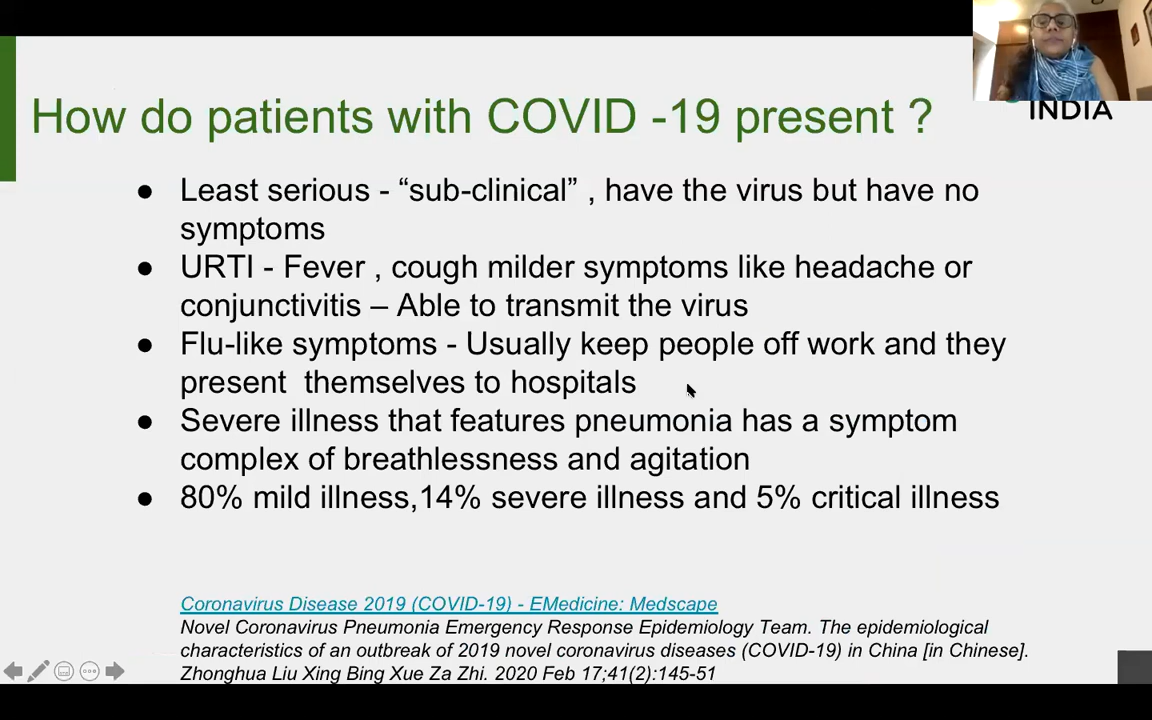 How do patients with COVID -19 present ?
INDIA
● Least serious - “sub-clinical” , have the virus but have no
symptoms
● URTI - Fever , cough milder symptoms like headache or
conjunctivitis – Able to transmit the virus
● Flu-like symptoms - Usually keep people off work and they
present  themselves to hospitals
● Severe illness that features pneumonia has a symptom
complex of breathlessness and agitation
● 80% mild illness,14% severe illness and 5% critical illness
Coronavirus Disease 2019 (COVID-19) - EMedicine: Medscape
Novel Coronavirus Pneumonia Emergency Response Epidemiology Team. The epidemiological
characteristics of an outbreak of 2019 novel coronavirus diseases (COVID-19) in China [in Chinese].
Zhonghua Liu Xing Bing Xue Za Zhi. 2020 Feb 17;41(2):145-51